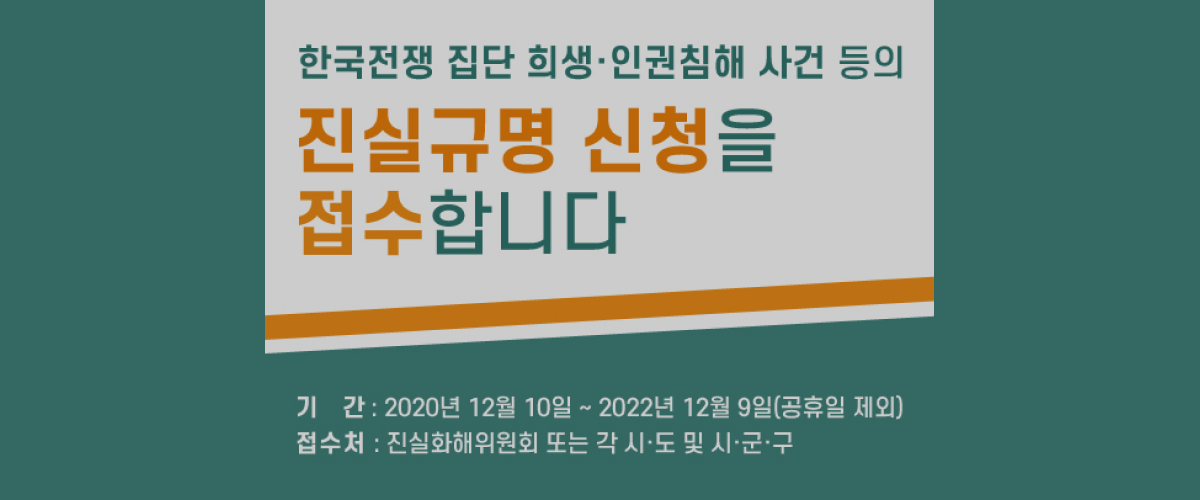 한국전쟁 집단 희생·인권침해 사건 등의
진실규명 신청을
접수합니다
기 간 : 2020년 12월 10일 ~ 2022년 12월 9일(공휴일 제외)
접수처 : 진실화해위원회 또는 각 시·도 및 시·군·구